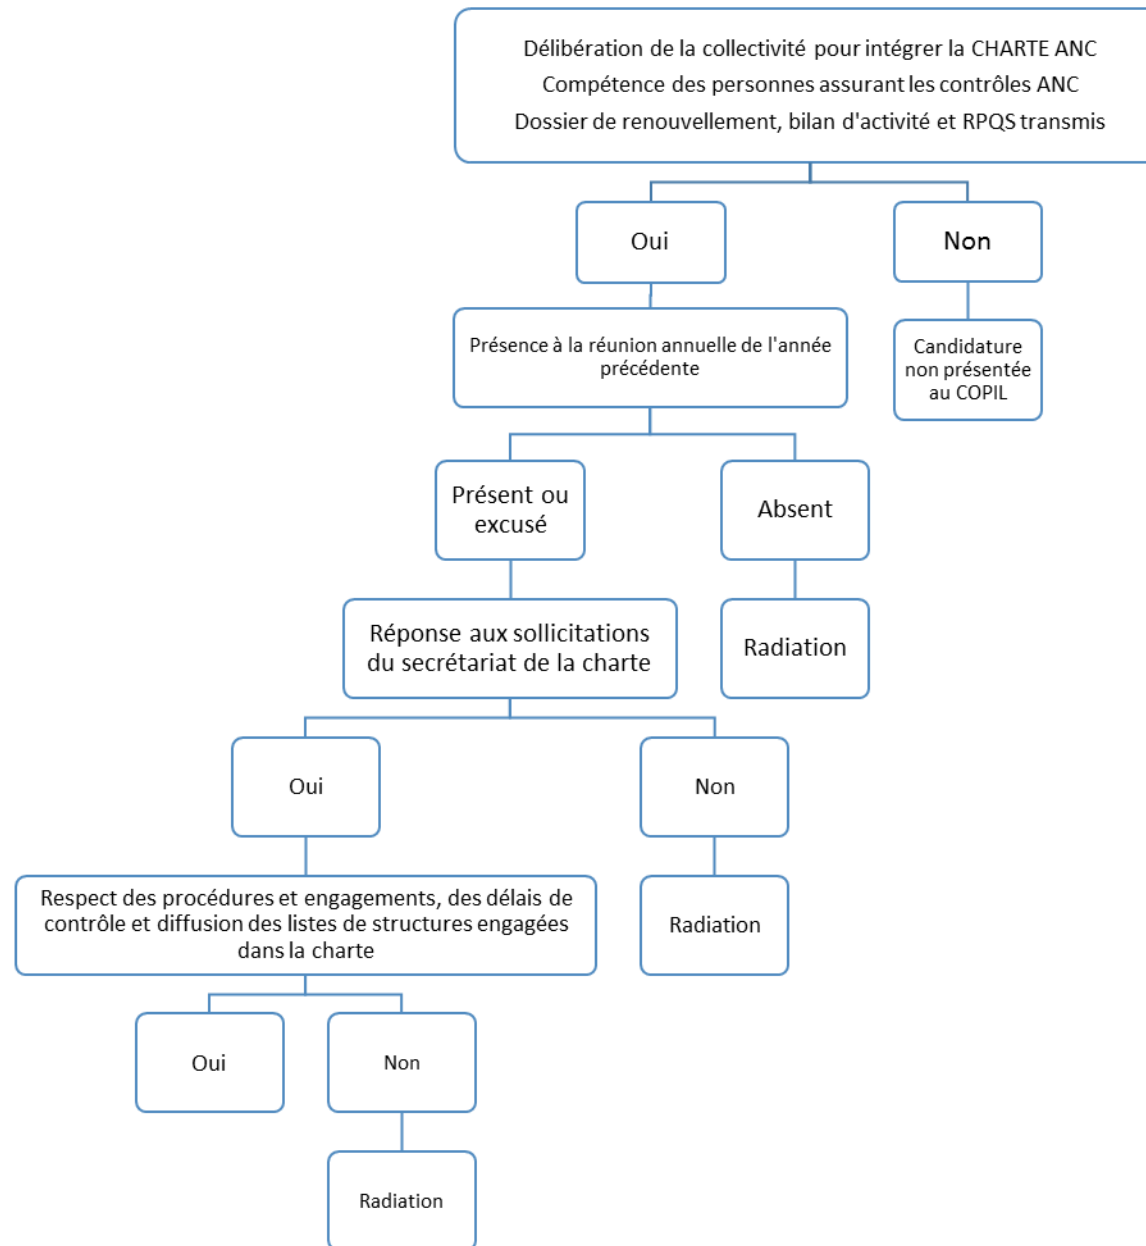 Délibération de la collectivité pour intégrer la CHARTE ANC
Compétence des personnes assurant les contrôles ANC
Dossier de renouvellement, bilan d'activité et RPQS transmis
Oui
Non
Présence à la réunion annuelle de l'année
précédente
Candidature
non présentée
au COPIL
Présent ou
excusé
Absent
Réponse aux sollicitations
du secrétariat de la charte
Radiation
Oui
Non
Respect des procédures et engagements, des délais de
contrôle et diffusion des listes de structures engagées
dans la charte
Radiation
Oui
Non
Radiation